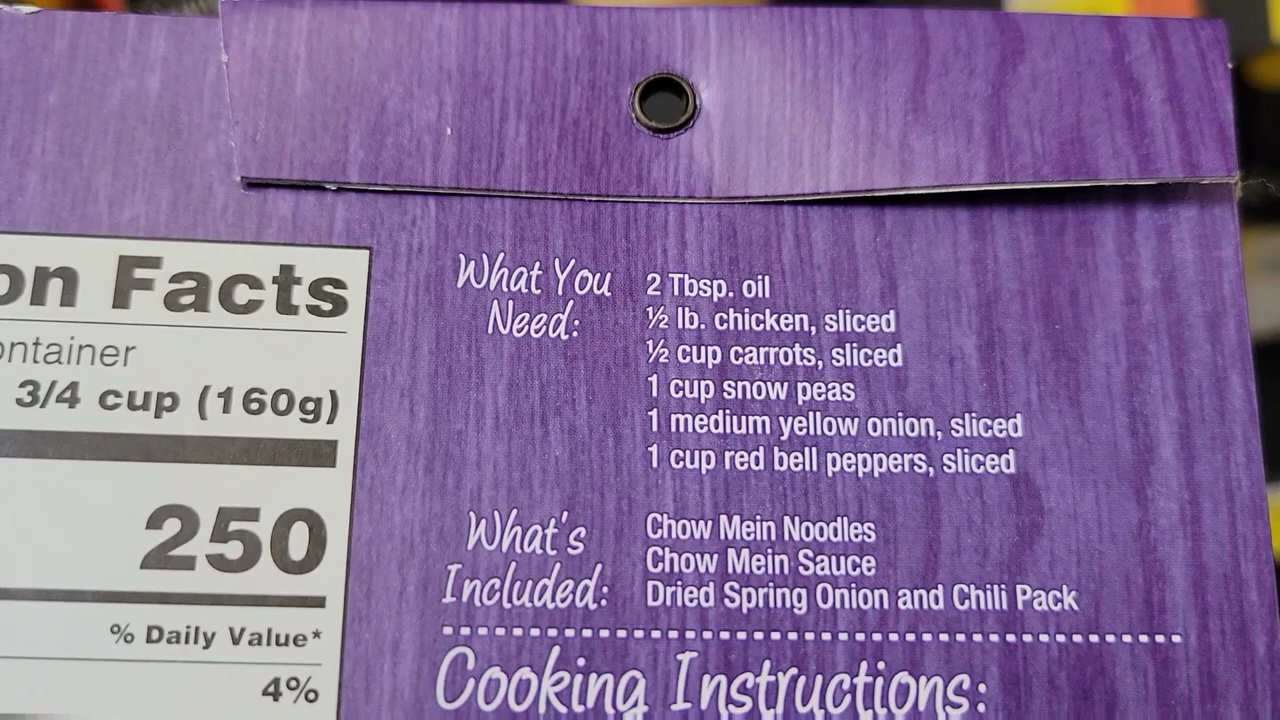 on Facts
ontainer
3/4 cup (160g)
250
% Daily Value*
4%
What You
Need:
2 Tbsp. oil
½ lb. chicken, sliced
½ cup carrots, sliced
1 cup snow peas
1 medium yellow onion, sliced
1 cup red bell peppers, sliced
What's
Included:
Chow Mein Noodles
Chow Mein Sauce
Dried Spring Onion and Chili Pack
Cooking Instructions: